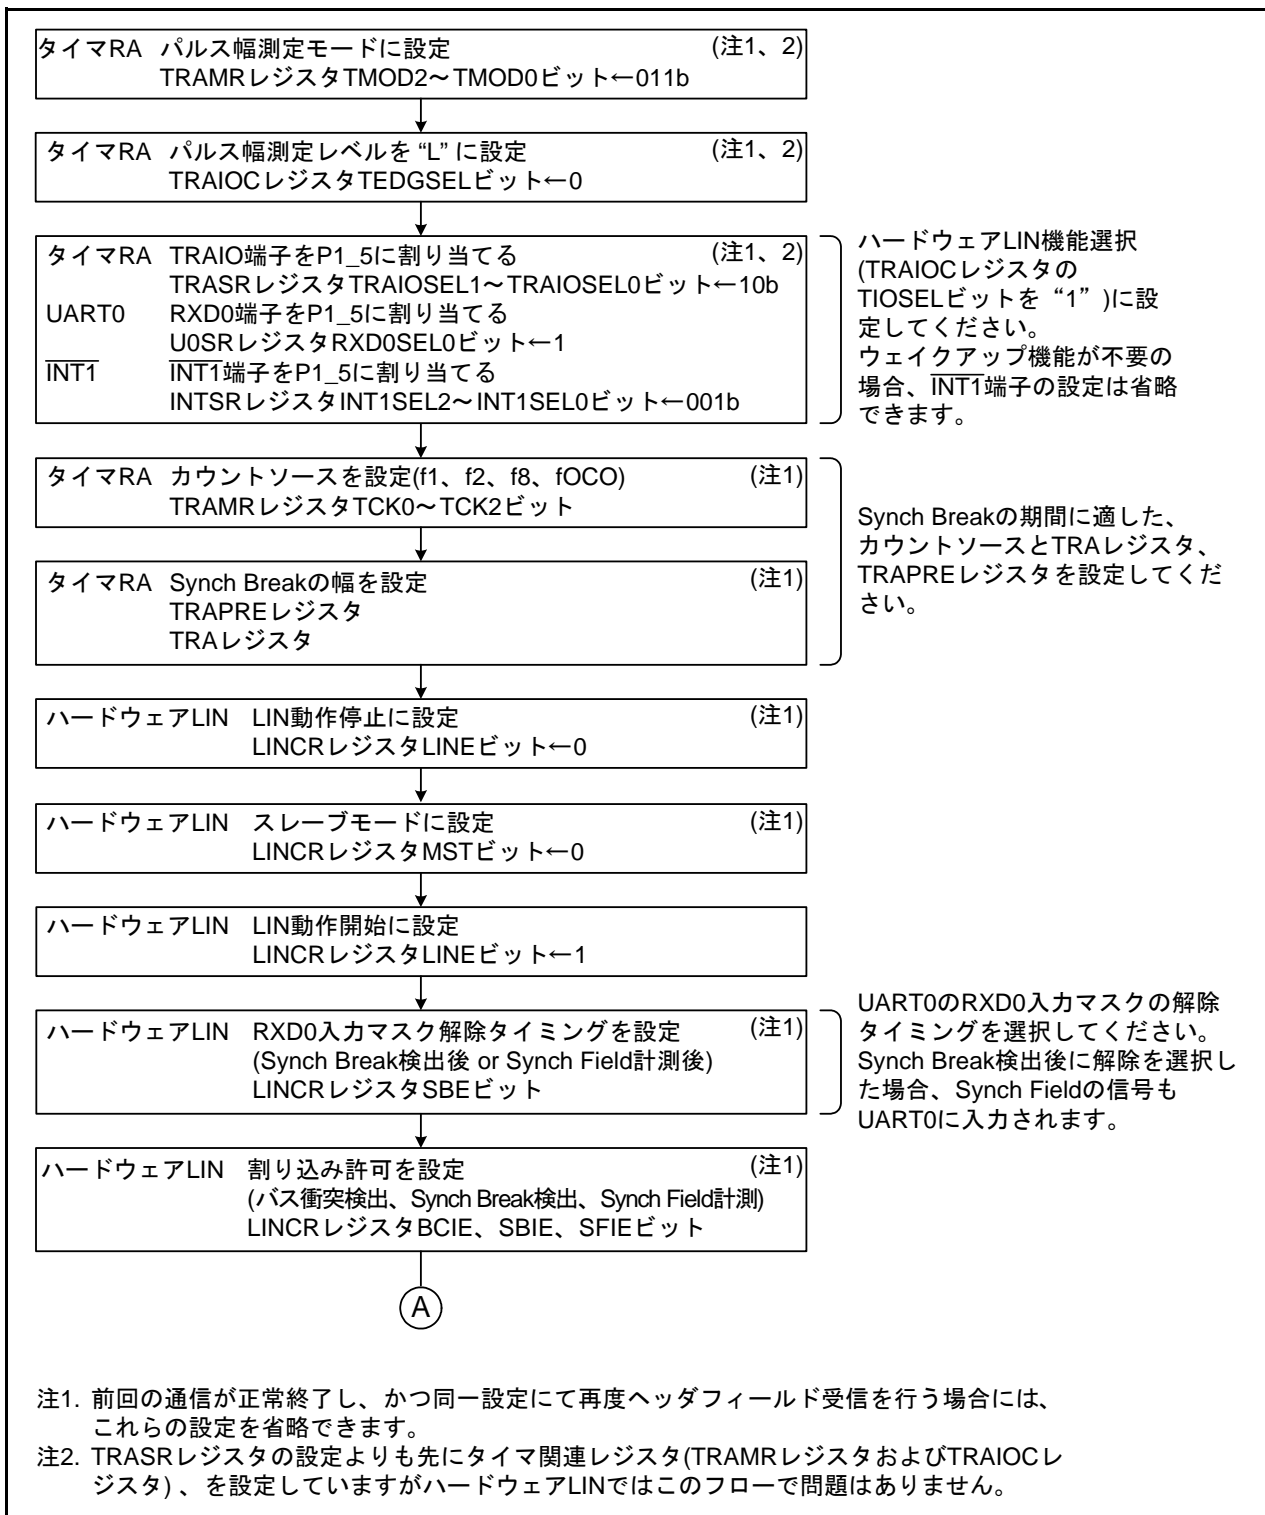 タイマRA パルス幅測定モードに設定 (注1、2)
TRAMRレジスタTMOD2～TMOD0ビット←011b
タイマRA パルス幅測定レベルを “L” に設定 (注1、2)
TRAIOCレジスタTEDGSELビット←0
タイマRA TRAIO端子をP1_5に割り当てる (注1、2)
TRASRレジスタTRAIOSEL1～TRAIOSEL0ビット←10b
UART0 RXD0端子をP1_5に割り当てる
U0SRレジスタRXD0SEL0ビット←1
INT1 INT1端子をP1_5に割り当てる
INTSRレジスタINT1SEL2～INT1SEL0ビット←001b
ハードウェアLIN機能選択
(TRAIOCレジスタの
TIOSELビットを “1” )に設
定してください。
ウェイクアップ機能が不要の
場合、INT1端子の設定は省略
できます。
タイマRA カウントソースを設定(f1、f2、f8、fOCO) (注1)
TRAMRレジスタTCK0～TCK2ビット
タイマRA Synch Breakの幅を設定 (注1)
TRAPREレジスタ
TRAレジスタ
Synch Breakの期間に適した、
カウントソースとTRAレジスタ、
TRAPREレジスタを設定してくだ
さい。
ハードウェアLIN LIN動作停止に設定 (注1)
LINCRレジスタLINEビット←0
ハードウェアLIN スレーブモードに設定 (注1)
LINCRレジスタMSTビット←0
ハードウェアLIN LIN動作開始に設定
LINCRレジスタLINEビット←1
ハードウェアLIN RXD0入力マスク解除タイミングを設定 (注1)
(Synch Break検出後 or Synch Field計測後)
LINCRレジスタSBEビット
UART0のRXD0入力マスクの解除
タイミングを選択してください。
Synch Break検出後に解除を選択し
た場合、Synch Fieldの信号も
UART0に入力されます。
ハードウェアLIN 割り込み許可を設定 (注1)
(バス衝突検出、Synch Break検出、Synch Field計測)
LINCRレジスタBCIE、SBIE、SFIEビット
A
注1. 前回の通信が正常終了し、かつ同一設定にて再度ヘッダフィールド受信を行う場合には、
これらの設定を省略できます。
注2. TRASRレジスタの設定よりも先にタイマ関連レジスタ(TRAMRレジスタおよびTRAIOCレ
ジスタ) 、を設定していますがハードウェアLINではこのフローで問題はありません。